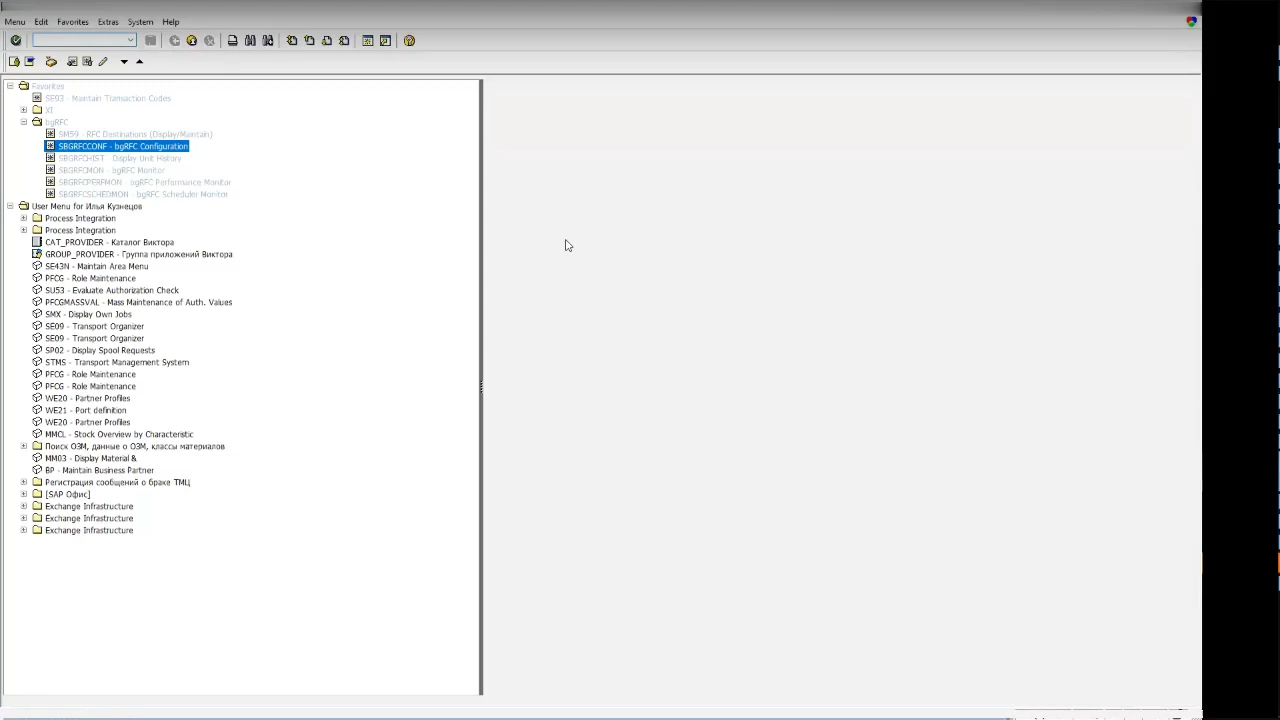 Menu Edit Favorites Extras System Help
Favorites
SE93 - Maintain Transaction Codes
XI
bgRFC
SM59 - RFC Destinations (Display/Maintain)
SBGRFCCONF - bgRFC Configuration
SBGRFCHIST - Display Unit History
SBGRFCMON - bgRFC Monitor
SBGRFCPERFMON - bgRFC Performance Monitor
SBGRFCSCHEDMON - bgRFC Scheduler Monitor
User Menu for Илья Кузнецов
Process Integration
Process Integration
CAT_PROVIDER - Каталог Виктора
GROUP_PROVIDER - Группа приложений Виктора
SE43N - Maintain Area Menu
PFCG - Role Maintenance
SU53 - Evaluate Authorization Check
PFCGMASSVAL - Mass Maintenance of Auth. Values
SMX - Display Own Jobs
SE09 - Transport Organizer
SE09 - Transport Organizer
SP02 - Display Spool Requests
STMS - Transport Management System
PFCG - Role Maintenance
PFCG - Role Maintenance
WE20 - Partner Profiles
WE21 - Port definition
WE20 - Partner Profiles
MMCL - Stock Overview by Characteristic
Поиск ОЗМ, данные о ОЗМ, классы материалов
MM03 - Display Material &
BP - Maintain Business Partner
Регистрация сообщений о браке ТМЦ
[SAP Офис]
Exchange Infrastructure
Exchange Infrastructure
Exchange Infrastructure